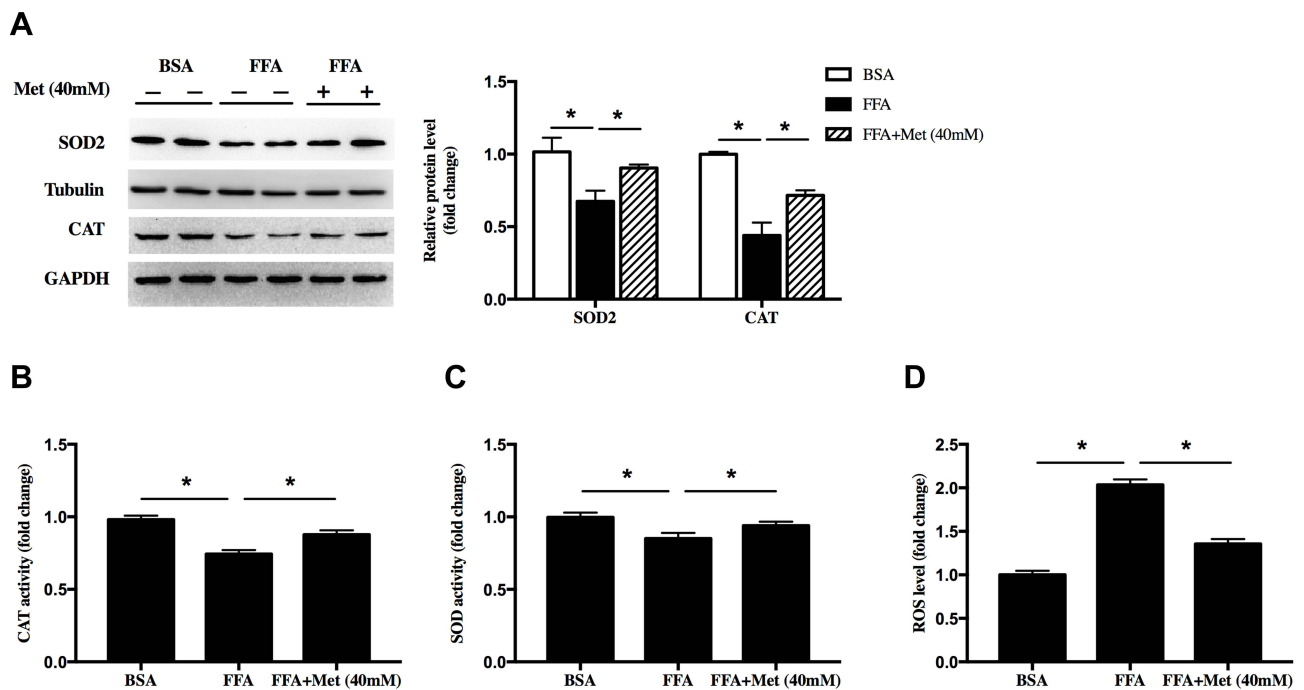 A
BSA FFA FFA
Met (40mM) – – – – + +
SOD2
Tubulin
CAT
GAPDH
Relative protein level
(fold change)
1.5
1.0
0.5
0.0
* * * *
SOD2 CAT
BSA
FFA
FFA+Met (40mM)
B
CAT activity (fold change)
1.5
1.0
0.5
0.0
* *
BSA FFA FFA+Met (40mM)
C
SOD activity (fold change)
1.5
1.0
0.5
0.0
* *
BSA FFA FFA+Met (40mM)
D
ROS level (fold change)
2.5
2.0
1.5
1.0
0.5
0.0
* *
BSA FFA FFA+Met (40mM)